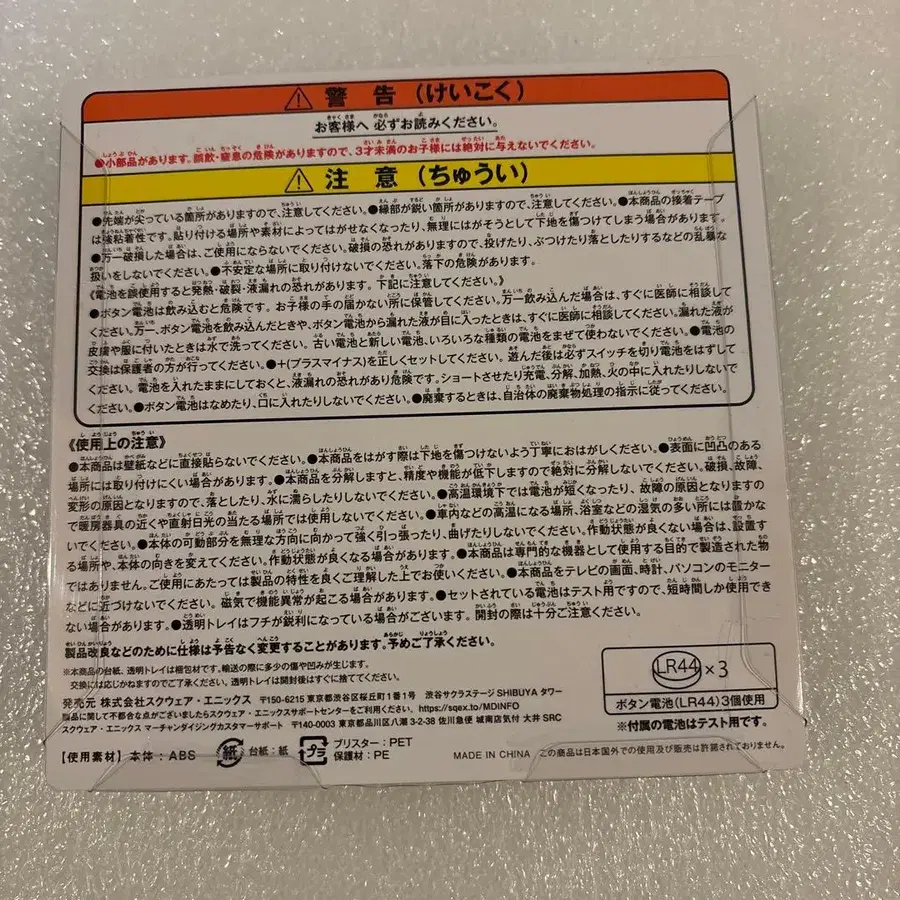 警告(けいこく)
お客様へ 必ずお読みください。
●小部品があります。誤飲・窒息の危険がありますので、3才未満のお子様には絶対に与えないでください。
注意(ちゅうい)
●先端が尖っている箇所がありますので、注意してください。●縁部が鋭い箇所がありますので、注意してください。●本商品の接着テープ
は強粘着性です。貼り付ける場所や素材によってはがせなくなったり、無理にはがそうとして下地を傷つけてしまう場合があります。
●万一破損した場合は、ご使用にならないでください。破損の恐れがありますので、投げたり、ぶつけたり落としたりするなどの乱暴な
扱いをしないでください。●不安定な場所に取り付けないでください。落下の危険があります。
《電池を誤使用すると発熱・破裂・液漏れの恐れがあります。下記に注意してください。》
●ボタン電池は飲み込むと危険です。お子様の手の届かない所に保管してください。万一飲み込んだ場合は、すぐに医師に相談して
ください。万一、ボタン電池を飲み込んだときや、ボタン電池から漏れた液が目に入ったときは、すぐに医師に相談してください。漏れた液が
皮膚や服に付いたときは水で洗ってください。古い電池と新しい電池、いろいろな種類の電池をまぜて使わないでください。●電池の
交換は保護者の方が行ってください。●+(プラスマイナス)を正しくセットしてください。遊んだ後は必ずスイッチを切り電池をはずして
ください。電池を入れたままにしておくと、液漏れの恐れがあり危険です。ショートさせたり充電、分解、加熱、火の中に入れたりしないで
ください。●ボタン電池はなめたり、口に入れたりしないでください。●廃棄するときは、自治体の廃棄物処理の指示に従ってください。
《使用上の注意》
●本商品は壁紙などに直接貼らないでください。●本商品をはがす際は下地を傷つけないよう丁寧におはがしください。●表面に凹凸のある
場所には取り付けにくい場合があります。●本商品を分解しますと、精度や機能が低下しますので絶対に分解しないでください。破損、故障、
変形の原因となりますので、落としたり、水に濡らしたりしないでください。●高温環境下では電池が短くなったり、故障の原因となりますの
で暖房器具の近くや直射日光の当たる場所では使用しないでください。●車内などの高温になる場所、浴室などの湿気の多い所には置かな
いでください。●本体の可動部分を無理な方向に向かって強く引っ張ったり、曲げたりしないでください。作動状態が良くない場合は、設置す
る場所や、本体の向きを変えてください。作動状態が良くなる場合があります。●本商品は専門的な機器として使用する目的で製造された物
ではありません。ご使用にあたっては製品の特性を良くご理解した上でお使いください。●本商品をテレビの画面、時計、パソコンのモニター
などに近づけないでください。磁気で機能異常が起こる場合があります。●セットされている電池はテスト用ですので、短時間しか使用でき
ない場合があります。●透明トレイはフチが鋭利になっている場合がございます。開封の際は十分ご注意ください。
製品改良などのために仕様は予告なく変更することがあります。予めご了承ください。
※本商品の台紙、透明トレイは梱包材です。輸送の際に多少の傷や凹みが生じます。
交換には応じかねますのでご了承ください。透明トレイは開封後はすぐに捨ててください。
発売元 株式会社スクウェア・エニックス 〒150-6215 東京都渋谷区桜丘町1番1号 渋谷サクラステージ SHIBUYA タワー
製品に関して不都合な点がございましたらスクウェア・エニックスサポートセンターをご利用ください。https://sqex.to/MDINFO
スクウェア・エニックス マーチャンダイジングカスタマーサポート 〒140-0003 東京都品川区八潮 3-2-38 佐川急便 城南店気付 大井 SRC
LR44 ×3
ボタン電池(LR44)3個使用
※付属の電池はテスト用です。
【使用素材】本体:ABS 紙 台紙:紙 プラ ブリスター:PET
保護材:PE
MADE IN CHINA この商品は日本国外での使用及び販売は許諾されておりません。